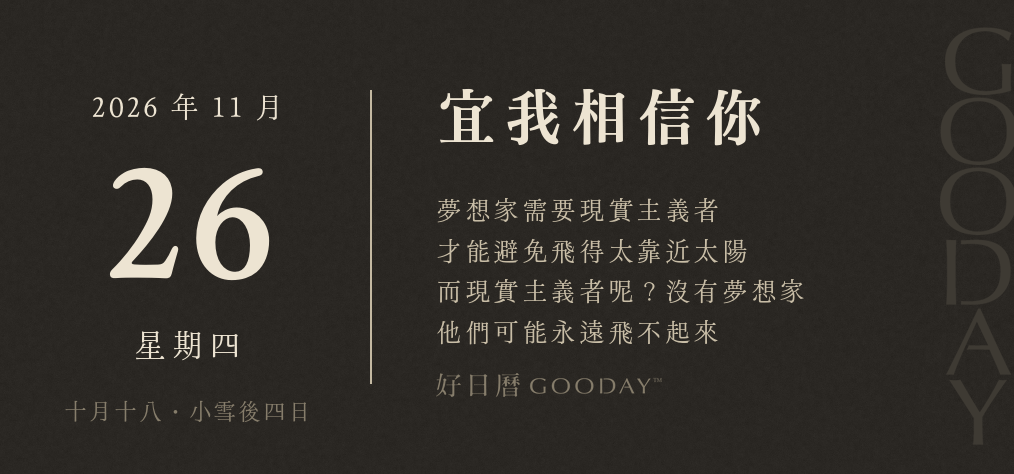 2026 年 11 月
26
星期四
十月十八・小雪後四日
宜我相信你
夢想家需要現實主義者
才能避免飛得太靠近太陽
而現實主義者呢？沒有夢想家
他們可能永遠飛不起來
好日曆 GOODAY™
GOODAY